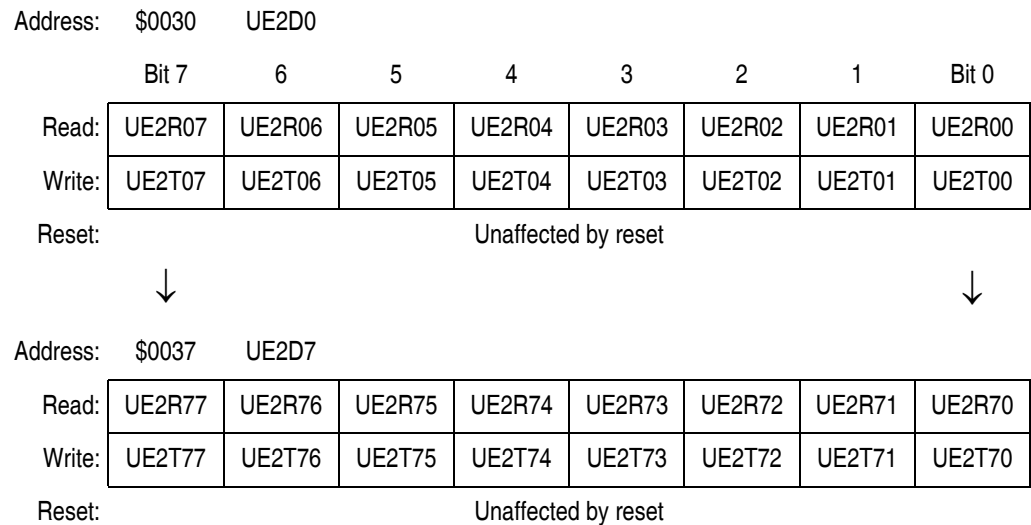 Address: $0030 UE2D0
Bit 7 6 5 4 3 2 1 Bit 0
Read: UE2R07 UE2R06 UE2R05 UE2R04 UE2R03 UE2R02 UE2R01 UE2R00
Write: UE2T07 UE2T06 UE2T05 UE2T04 UE2T03 UE2T02 UE2T01 UE2T00
Reset: Unaffected by reset
↓ ↓
Address: $0037 UE2D7
Read: UE2R77 UE2R76 UE2R75 UE2R74 UE2R73 UE2R72 UE2R71 UE2R70
Write: UE2T77 UE2T76 UE2T75 UE2T74 UE2T73 UE2T72 UE2T71 UE2T70
Reset: Unaffected by reset